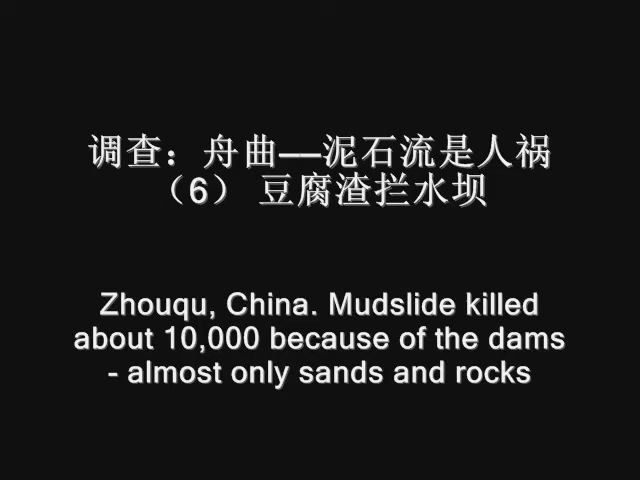 调查：舟曲——泥石流是人祸
（6） 豆腐渣拦水坝
Zhouqu, China. Mudslide killed
about 10,000 because of the dams
- almost only sands and rocks